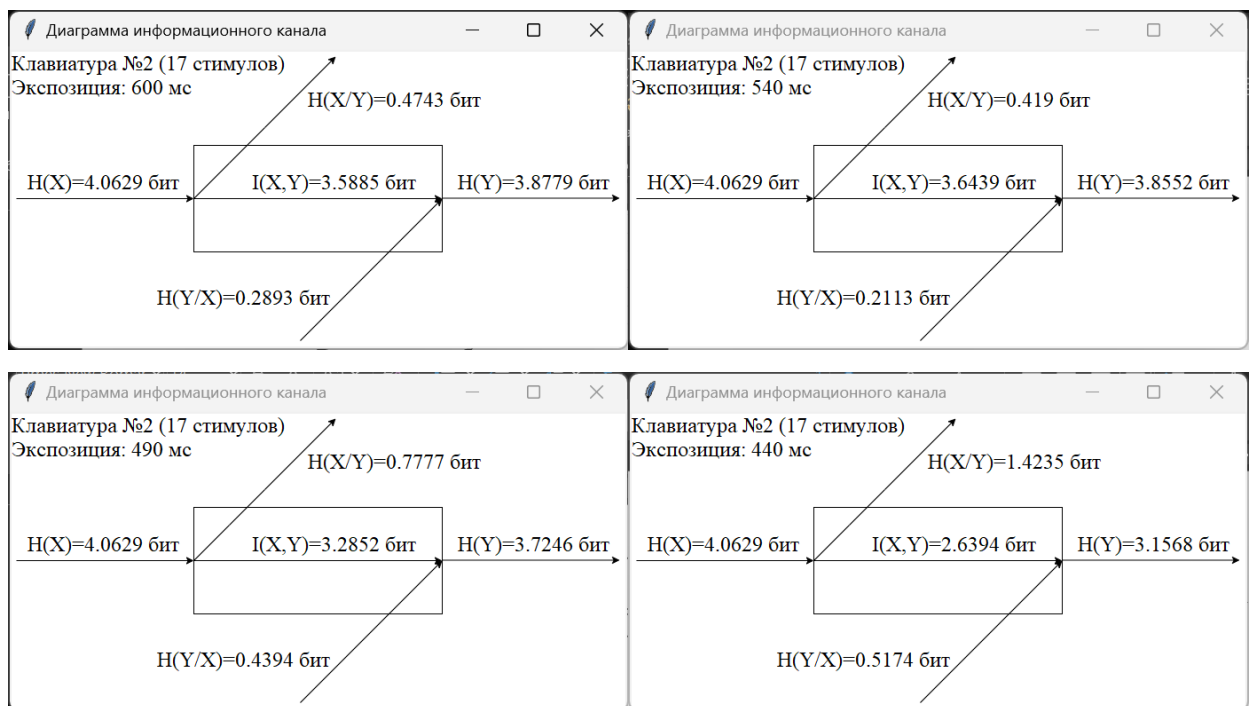 Диаграмма информационного канала
Клавиатура №2 (17 стимулов)
Экспозиция: 600 мс
H(X/Y)=0.4743 бит
H(X)=4.0629 бит
I(X,Y)=3.5885 бит
H(Y)=3.8779 бит
H(Y/X)=0.2893 бит
Диаграмма информационного канала
Клавиатура №2 (17 стимулов)
Экспозиция: 540 мс
H(X/Y)=0.419 бит
H(X)=4.0629 бит
I(X,Y)=3.6439 бит
H(Y)=3.8552 бит
H(Y/X)=0.2113 бит
Диаграмма информационного канала
Клавиатура №2 (17 стимулов)
Экспозиция: 490 мс
H(X/Y)=0.7777 бит
H(X)=4.0629 бит
I(X,Y)=3.2852 бит
H(Y)=3.7246 бит
H(Y/X)=0.4394 бит
Диаграмма информационного канала
Клавиатура №2 (17 стимулов)
Экспозиция: 440 мс
H(X/Y)=1.4235 бит
H(X)=4.0629 бит
I(X,Y)=2.6394 бит
H(Y)=3.1568 бит
H(Y/X)=0.5174 бит